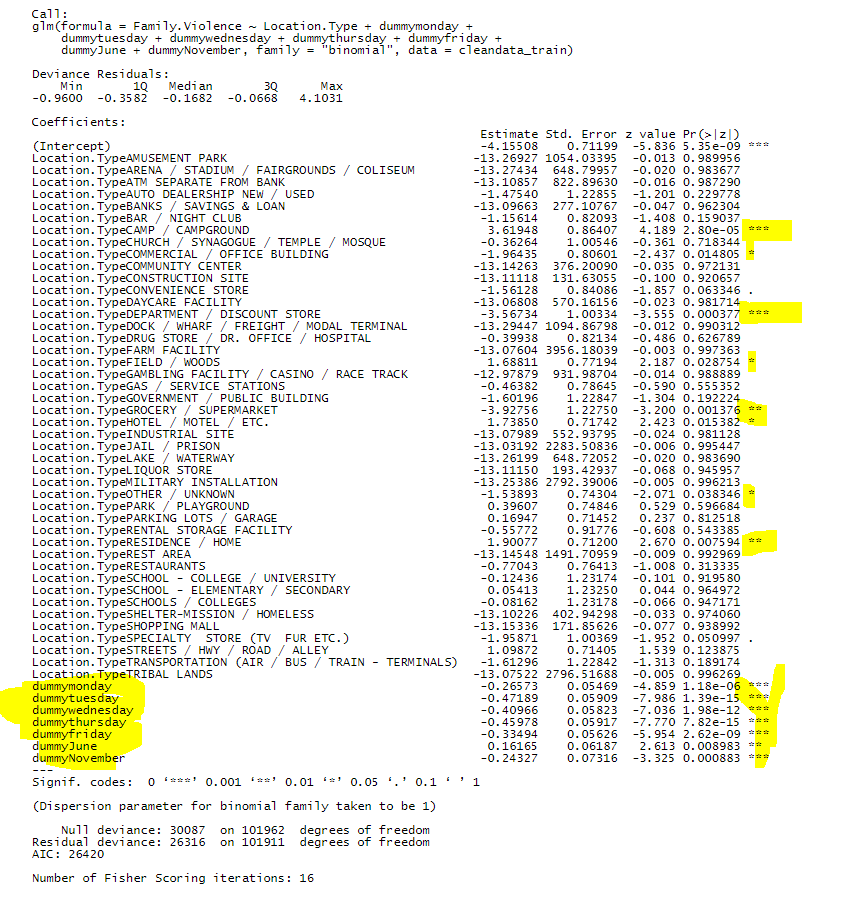 Call:
glm(formula = Family.Violence ~ Location.Type + dummymonday +
dummytuesday + dummywednesday + dummythursday + dummyfriday +
dummyJune + dummyNovember, family = "binomial", data = cleandata_train)
Deviance Residuals:
Min 1Q Median 3Q Max
-0.9600 -0.3582 -0.1682 -0.0668 4.1031
Coefficients:
Estimate Std. Error z value Pr(>|z|)
(Intercept) -4.15508 0.71199 -5.836 5.35e-09 ***
Location.TypeAMUSEMENT PARK -13.26927 1054.03395 -0.013 0.989956
Location.TypeARENA / STADIUM / FAIRGROUNDS / COLISEUM -13.27434 648.79957 -0.020 0.983677
Location.TypeATM SEPARATE FROM BANK -13.10857 822.89630 -0.016 0.987290
Location.TypeAUTO DEALERSHIP NEW / USED -1.47540 1.22855 -1.201 0.229778
Location.TypeBANKS / SAVINGS & LOAN -13.09663 277.10767 -0.047 0.962304
Location.TypeBAR / NIGHT CLUB -1.15614 0.82093 -1.408 0.159037
Location.TypeCAMP / CAMPGROUND 3.61948 0.86407 4.189 2.80e-05 ***
Location.TypeCHURCH / SYNAGOGUE / TEMPLE / MOSQUE -0.36264 1.00546 -0.361 0.718344
Location.TypeCOMMERCIAL / OFFICE BUILDING -1.96435 0.80601 -2.437 0.014805 *
Location.TypeCOMMUNITY CENTER -13.14263 376.20090 -0.035 0.972131
Location.TypeCONSTRUCTION SITE -13.11118 131.63055 -0.100 0.920657
Location.TypeCONVENIENCE STORE -1.56128 0.84086 -1.857 0.063346 .
Location.TypeDAYCARE FACILITY -13.06808 570.16156 -0.023 0.981714
Location.TypeDEPARTMENT / DISCOUNT STORE -3.56734 1.00334 -3.555 0.000377 ***
Location.TypeDOCK / WHARF / FREIGHT / MODAL TERMINAL -13.29447 1094.86798 -0.012 0.990312
Location.TypeDRUG STORE / DR. OFFICE / HOSPITAL -0.39938 0.82134 -0.486 0.626789
Location.TypeFARM FACILITY -13.07604 3956.18039 -0.003 0.997363
Location.TypeFIELD / WOODS 1.68811 0.77194 2.187 0.028754 *
Location.TypeGAMBLING FACILITY / CASINO / RACE TRACK -12.97879 931.98704 -0.014 0.988889
Location.TypeGAS / SERVICE STATIONS -0.46382 0.78645 -0.590 0.555352
Location.TypeGOVERNMENT / PUBLIC BUILDING -1.60196 1.22847 -1.304 0.192224
Location.TypeGROCERY / SUPERMARKET -3.92756 1.22750 -3.200 0.001376 **
Location.TypeHOTEL / MOTEL / ETC. 1.73850 0.71742 2.423 0.015382 *
Location.TypeINDUSTRIAL SITE -13.07989 552.93795 -0.024 0.981128
Location.TypeJAIL / PRISON -13.03192 2283.50836 -0.006 0.995447
Location.TypeLAKE / WATERWAY -13.26199 648.72052 -0.020 0.983690
Location.TypeLIQUOR STORE -13.11150 193.42937 -0.068 0.945957
Location.TypeMILITARY INSTALLATION -13.25386 2792.39006 -0.005 0.996213
Location.TypeOTHER / UNKNOWN -1.53893 0.74304 -2.071 0.038346 *
Location.TypePARK / PLAYGROUND 0.39607 0.74846 0.529 0.596684
Location.TypePARKING LOTS / GARAGE 0.16947 0.71452 0.237 0.812518
Location.TypeRENTAL STORAGE FACILITY -0.55772 0.91776 -0.608 0.543385
Location.TypeRESIDENCE / HOME 1.90077 0.71200 2.670 0.007594 **
Location.TypeREST AREA -13.14548 1491.70959 -0.009 0.992969
Location.TypeRESTAURANTS -0.77043 0.76413 -1.008 0.313335
Location.TypeSCHOOL - COLLEGE / UNIVERSITY -0.12436 1.23174 -0.101 0.919580
Location.TypeSCHOOL - ELEMENTARY / SECONDARY 0.05413 1.23250 0.044 0.964972
Location.TypeSCHOOLS / COLLEGES -0.08162 1.23178 -0.066 0.947171
Location.TypeSHELTER-MISSION / HOMELESS -13.10226 402.94298 -0.033 0.974060
Location.TypeSHOPPING MALL -13.15336 171.85626 -0.077 0.938992
Location.TypeSPECIALTY  STORE (TV  FUR ETC.) -1.95871 1.00369 -1.952 0.050997 .
Location.TypeSTREETS / HWY / ROAD / ALLEY 1.09872 0.71405 1.539 0.123875
Location.TypeTRANSPORTATION (AIR / BUS / TRAIN - TERMINALS) -1.61296 1.22842 -1.313 0.189174
Location.TypeTRIBAL LANDS -13.07522 2796.51688 -0.005 0.996269
dummymonday -0.26573 0.05469 -4.859 1.18e-06 ***
dummytuesday -0.47189 0.05909 -7.986 1.39e-15 ***
dummywednesday -0.40966 0.05823 -7.036 1.98e-12 ***
dummythursday -0.45978 0.05917 -7.770 7.82e-15 ***
dummyfriday -0.33494 0.05626 -5.954 2.62e-09 ***
dummyJune 0.16165 0.06187 2.613 0.008983 **
dummyNovember -0.24327 0.07316 -3.325 0.000883 ***
---
Signif. codes: 0 ‘***’ 0.001 ‘**’ 0.01 ‘*’ 0.05 ‘.’ 0.1 ‘ ’ 1
(Dispersion parameter for binomial family taken to be 1)
Null deviance: 30087 on 101962 degrees of freedom
Residual deviance: 26316 on 101911 degrees of freedom
AIC: 26420
Number of Fisher Scoring iterations: 16